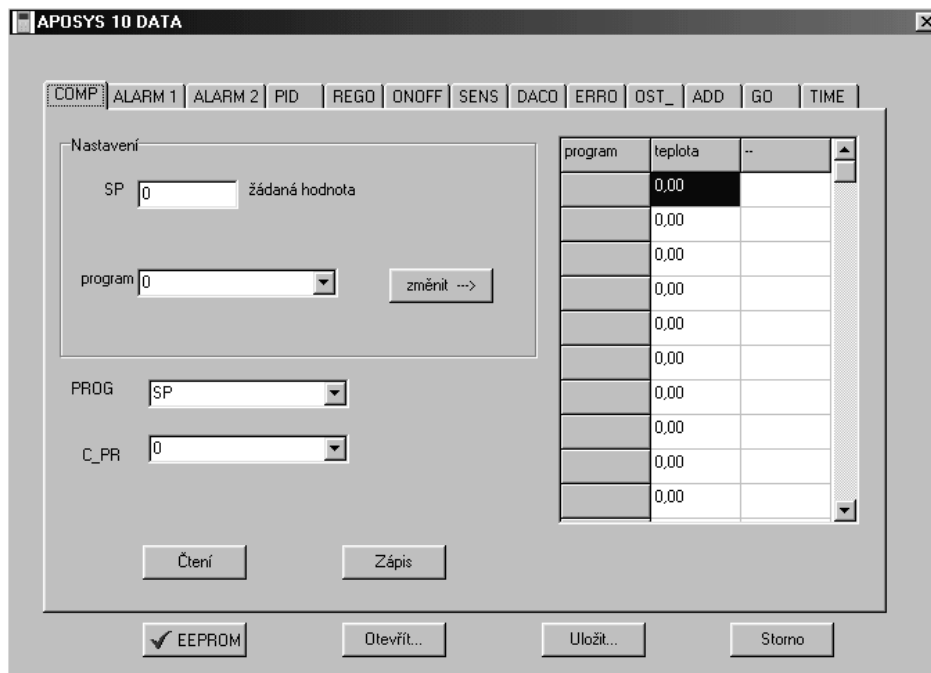 APOSYS 10 DATA
COMP ALARM 1 ALARM 2 PID REGO ONOFF SENS DACO ERRO OST_ ADD GO TIME
Nastavení
SP 0 žádaná hodnota
program 0 změnit --->
PROG SP
C_PR 0
Čtení Zápis
program teplota --
0,00
0,00
0,00
0,00
0,00
0,00
0,00
0,00
0,00
0,00
EEPROM Otevřít... Uložit... Storno